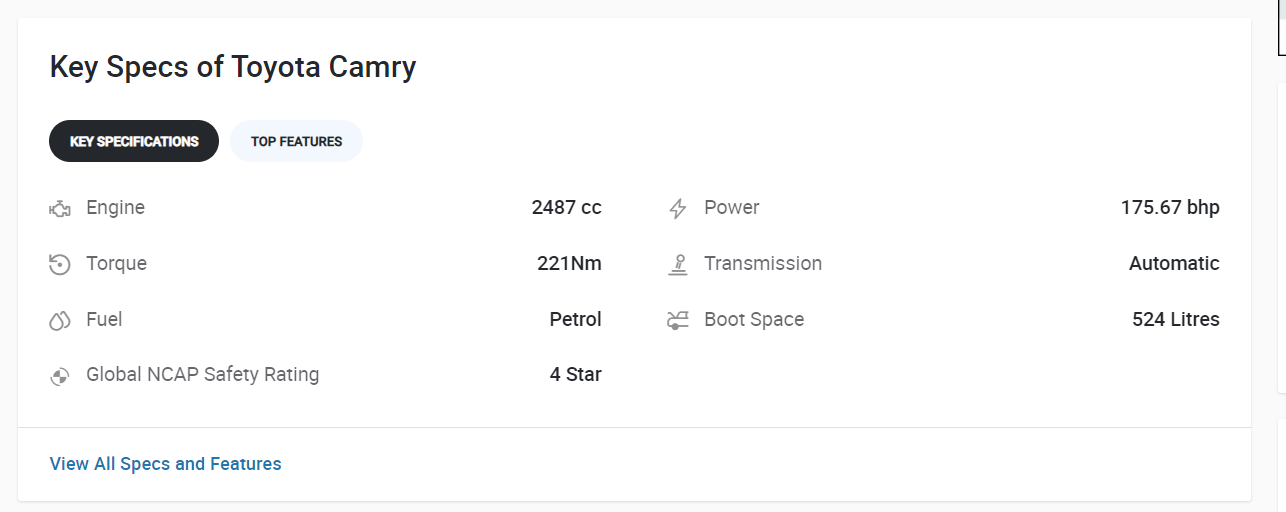 Key Specs of Toyota Camry
KEY SPECIFICATIONS TOP FEATURES
Engine 2487 cc Power 175.67 bhp
Torque 221Nm Transmission Automatic
Fuel Petrol Boot Space 524 Litres
Global NCAP Safety Rating 4 Star
View All Specs and Features